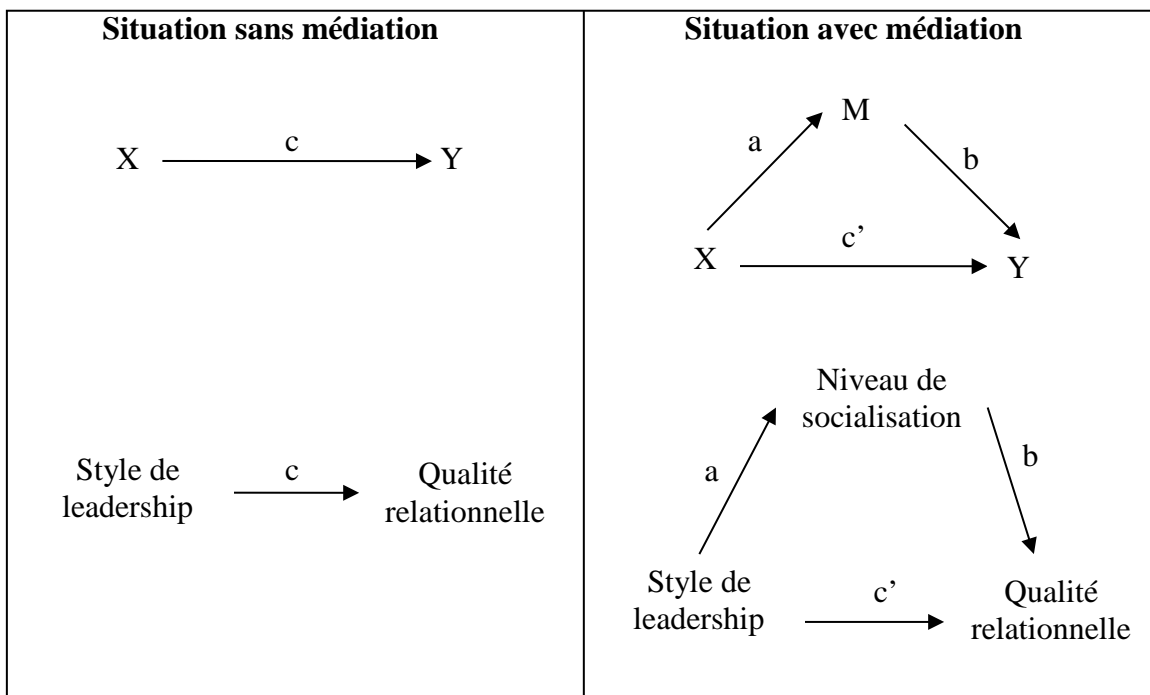 Situation sans médiation
X
c
Y
Style de
leadership
c
Qualité
relationnelle
Situation avec médiation
M
a
b
X
c’
Y
Niveau de
socialisation
a
b
Style de
leadership
c’
Qualité
relationnelle